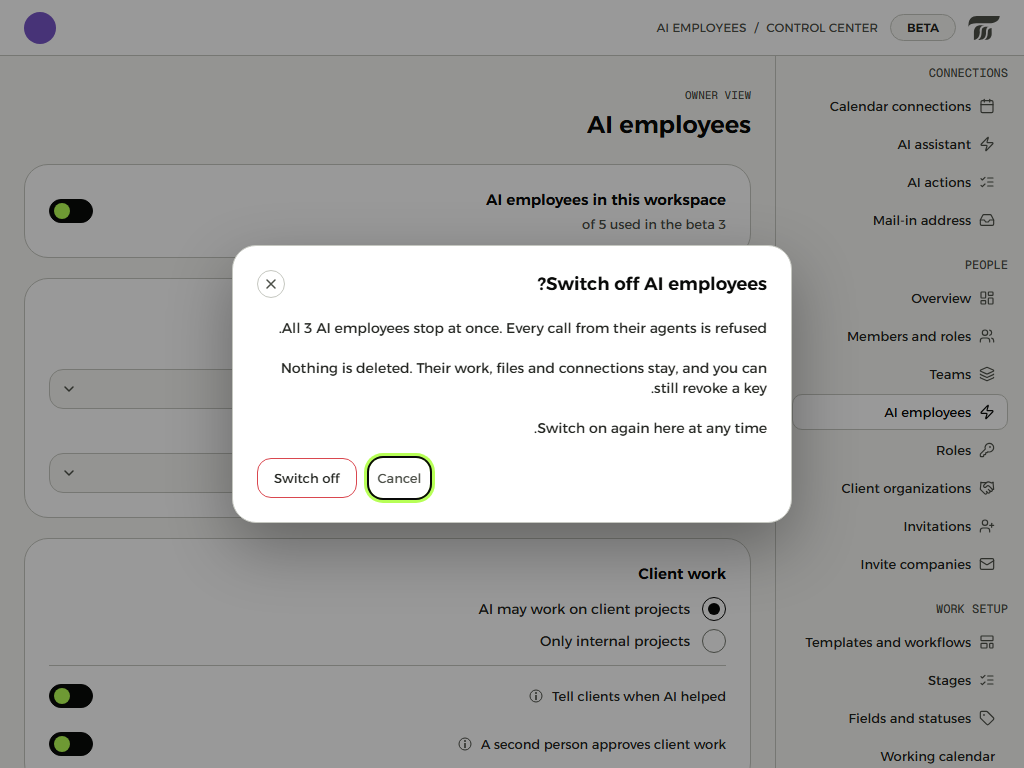 AI EMPLOYEES / CONTROL CENTER
BETA
CONNECTIONS
Calendar connections
AI assistant
AI actions
Mail-in address
PEOPLE
Overview
Members and roles
Teams
AI employees
Roles
Client organizations
Invitations
Invite companies
WORK SETUP
Templates and workflows
Stages
Fields and statuses
Working calendar
OWNER VIEW
AI employees
AI employees in this workspace
of 5 used in the beta 3
?Switch off AI employees
.All 3 AI employees stop at once. Every call from their agents is refused
Nothing is deleted. Their work, files and connections stay, and you can
.still revoke a key
.Switch on again here at any time
Switch off
Cancel
Client work
AI may work on client projects
Only internal projects
Tell clients when AI helped
A second person approves client work